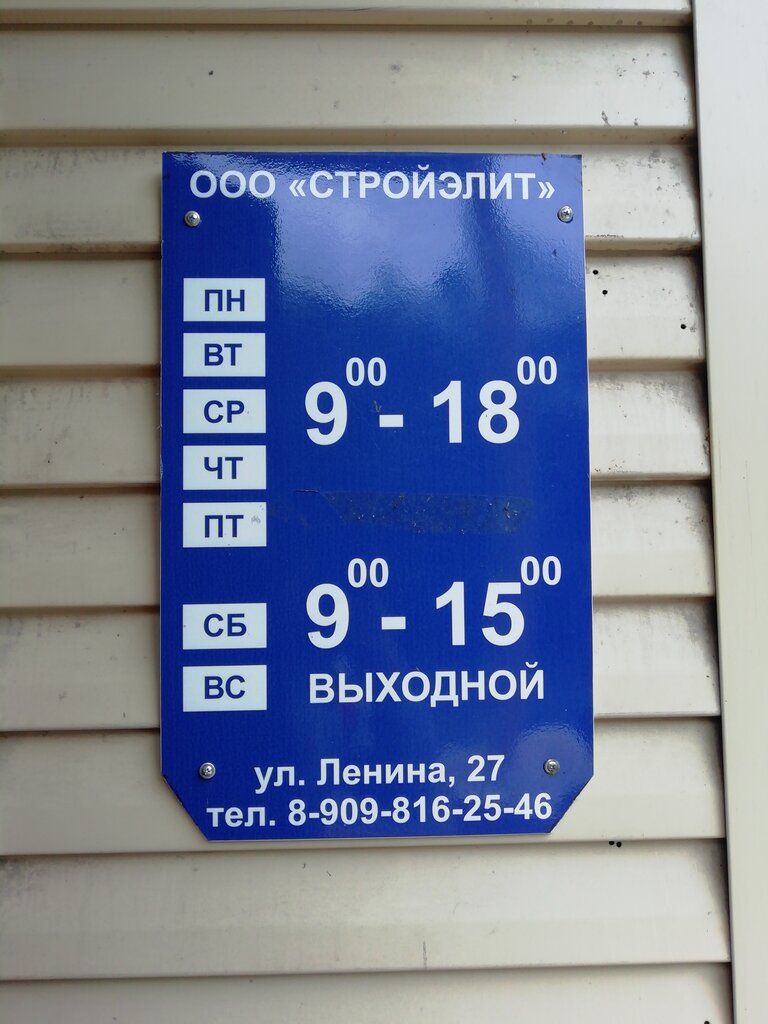 ООО «СТРОЙЭЛИТ»
ПН
ВТ
СР
ЧТ
ПТ
9⁰⁰ - 18⁰⁰
СБ
9⁰⁰ - 15⁰⁰
ВС
ВЫХОДНОЙ
ул. Ленина, 27
тел. 8-909-816-25-46